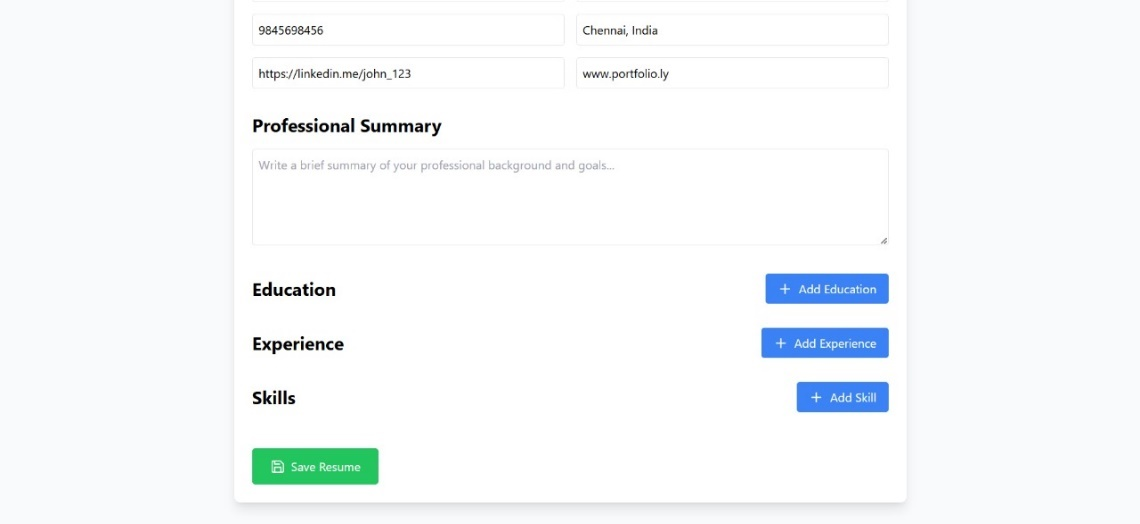 9845698456 Chennai, India
https://linkedin.me/john_123 www.portfolio.ly
Professional Summary
Write a brief summary of your professional background and goals...
Education + Add Education
Experience + Add Experience
Skills + Add Skill
Save Resume